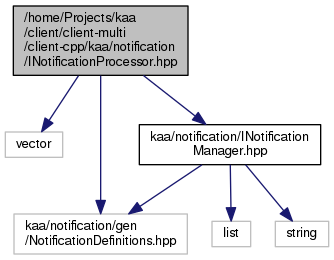 /home/Projects/kaa
/client/client-multi
/client-cpp/kaa/notification
/INotificationProcessor.hpp
vector
kaa/notification/INotification
Manager.hpp
kaa/notification/gen
/NotificationDefinitions.hpp
list
string